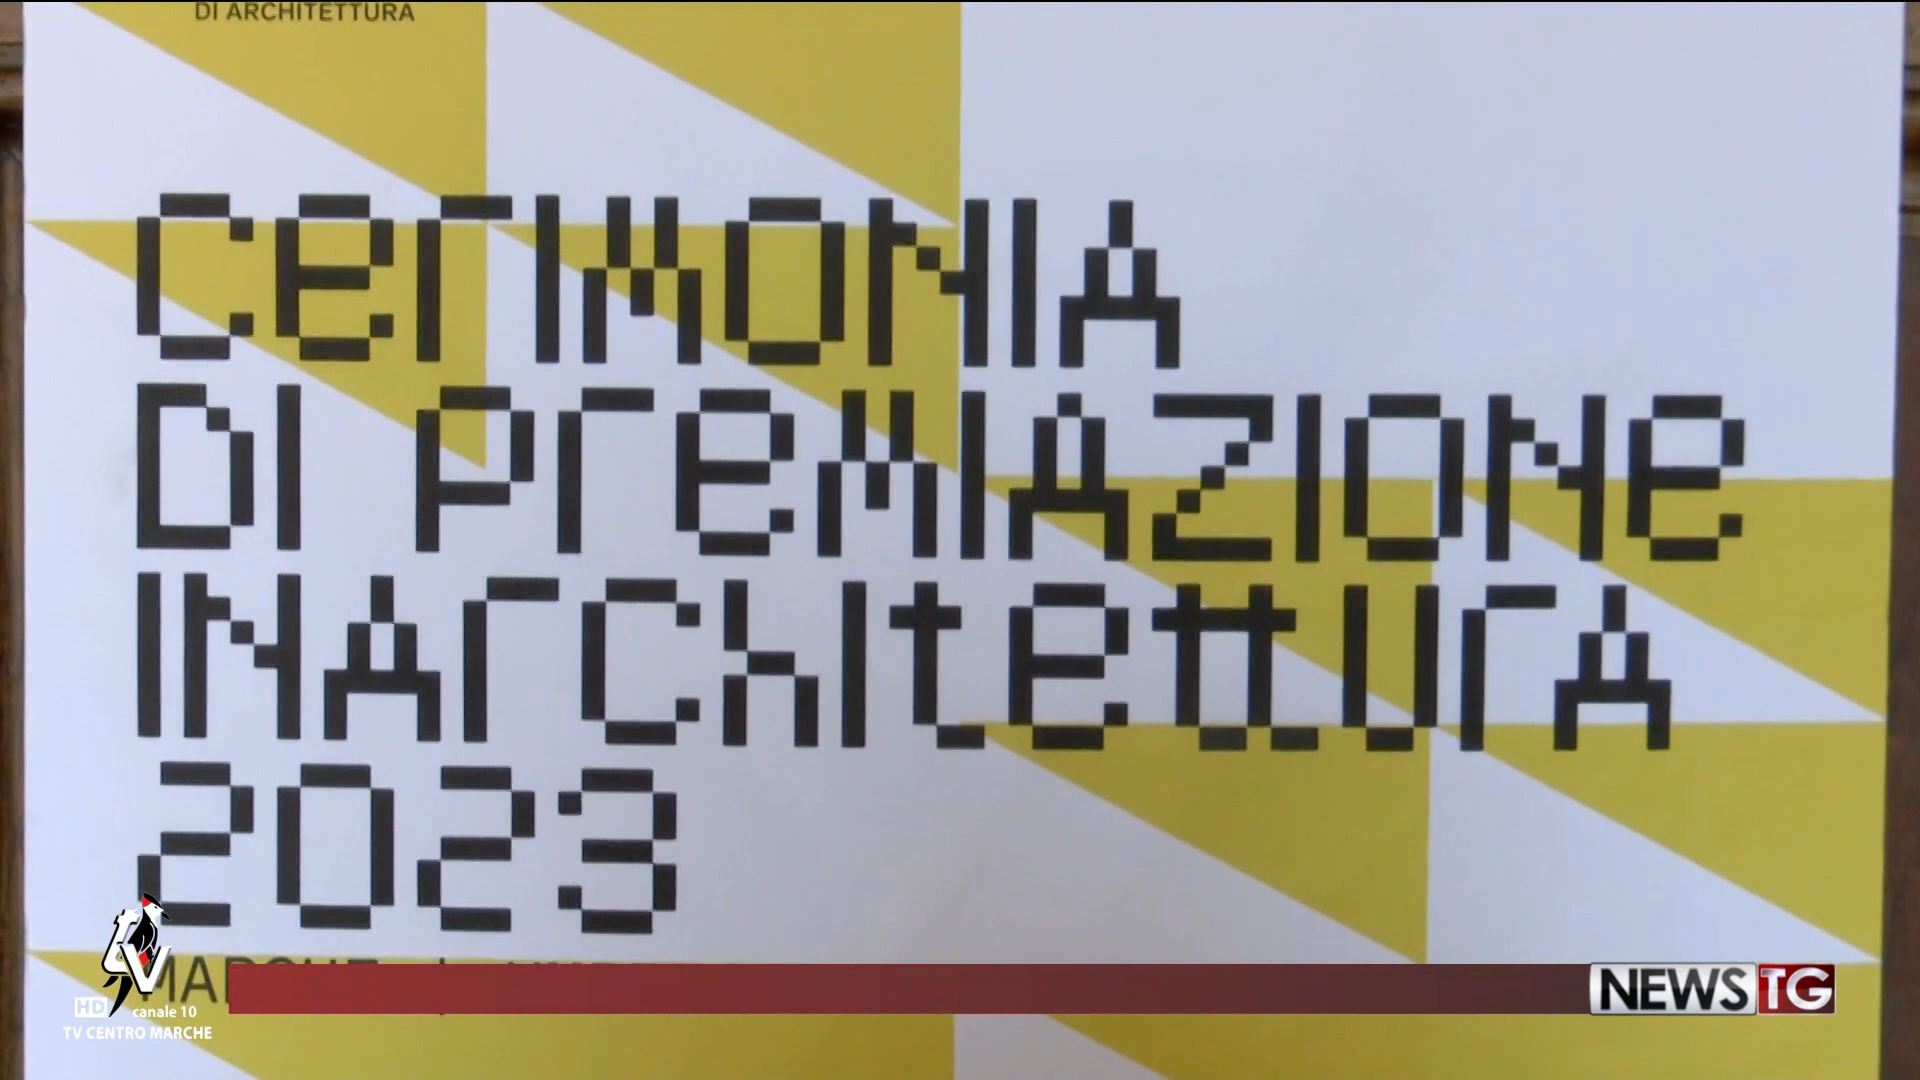 DI ARCHITETTURA
cerIMONIA
DI PreMIAZIONe
INArchItettUrA
2023
HD canale 10
TV CENTRO MARCHE
NEWS TG